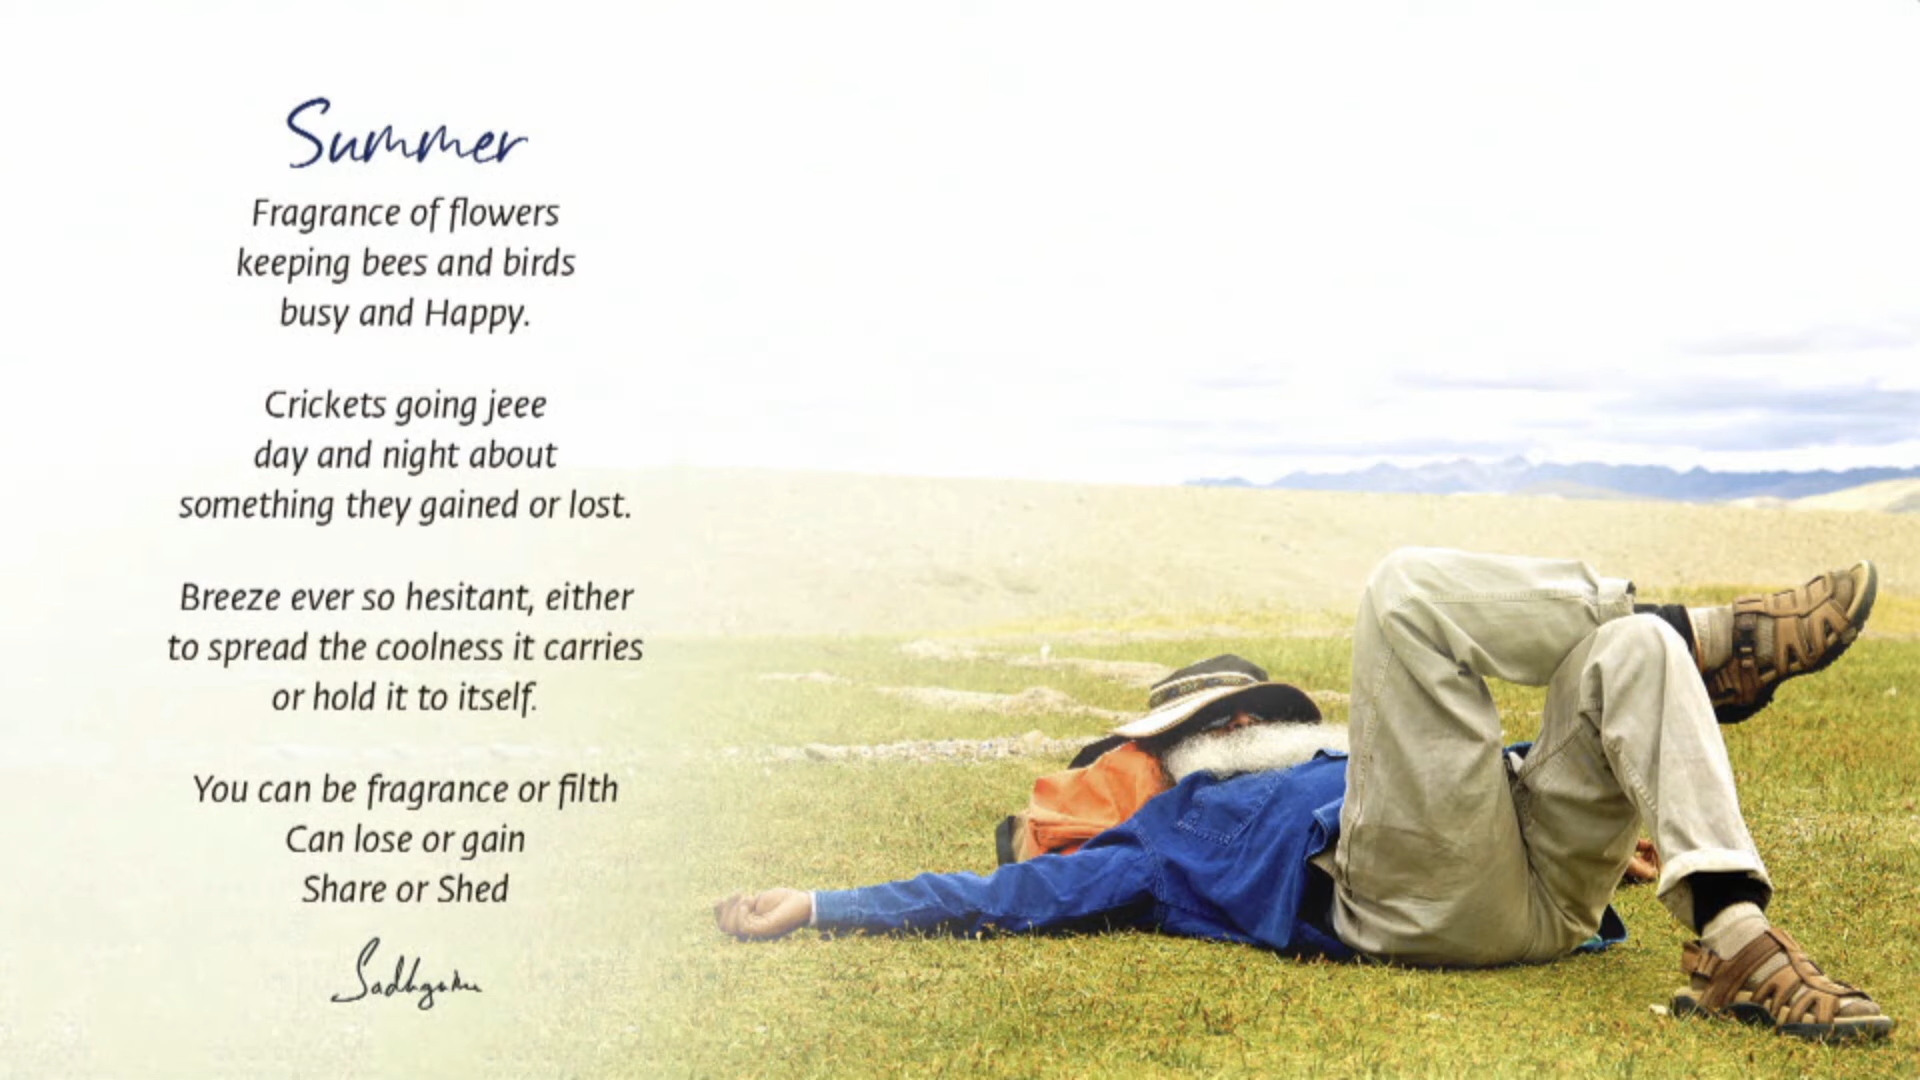 Summer
Fragrance of flowers
keeping bees and birds
busy and Happy.
Crickets going jeee
day and night about
something they gained or lost.
Breeze ever so hesitant, either
to spread the coolness it carries
or hold it to itself.
You can be fragrance or filth
Can lose or gain
Share or Shed
Sadhguru